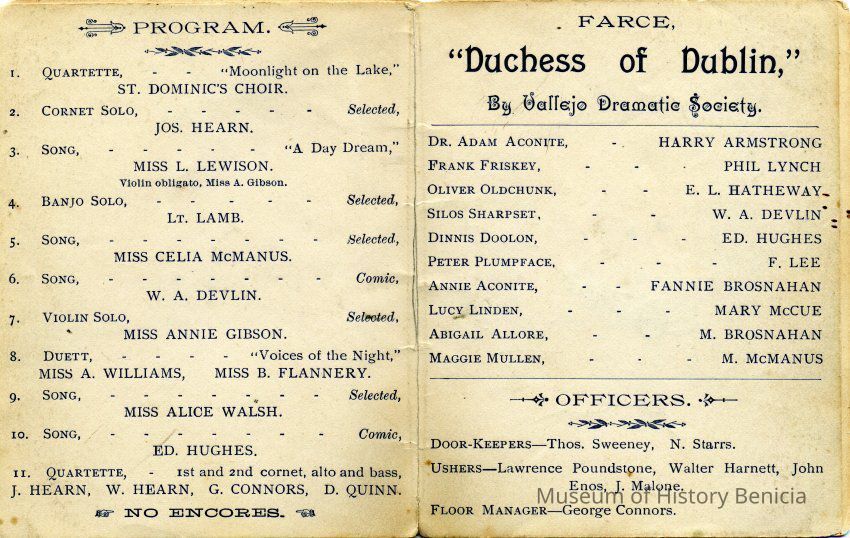 PROGRAM.
1. QUARTETTE, - - "Moonlight on the Lake,"
ST. DOMINIC'S CHOIR.
2. CORNET SOLO, - - - - - Selected,
JOS. HEARN.
3. SONG, - - - - - "A Day Dream,"
MISS L. LEWISON.
Violin obligato, Miss A. Gibson.
4. BANJO SOLO, - - - - - Selected,
LT. LAMB.
5. SONG, - - - - - - - Selected,
MISS CELIA McMANUS.
6. SONG, - - - - - - - Comic,
W. A. DEVLIN.
7. VIOLIN SOLO, Selected,
MISS ANNIE GIBSON.
8. DUETT, - - - - "Voices of the Night,"
MISS A. WILLIAMS, MISS B. FLANNERY.
9. SONG, - - - - - - - Selected,
MISS ALICE WALSH.
10. SONG, - - - - - - - Comic,
ED. HUGHES.
11. QUARTETTE, - 1st and 2nd cornet, alto and bass,
J. HEARN, W. HEARN, G. CONNORS, D. QUINN.
NO ENCORES.
FARCE,
"Duchess of Dublin,"
By Vallejo Dramatic Society.
DR. ADAM ACONITE, - HARRY ARMSTRONG
FRANK FRISKEY, - - PHIL LYNCH
OLIVER OLDCHUNK, - - E. L. HATHEWAY
SILOS SHARPSET, - - W. A. DEVLIN
DINNIS DOOLON, - - - ED. HUGHES
PETER PLUMPFACE, - - - F. LEE
ANNIE ACONITE, - FANNIE BROSNAHAN
LUCY LINDEN, - - - MARY McCUE
ABIGAIL ALLORE, - - M. BROSNAHAN
MAGGIE MULLEN, - - - M. McMANUS
OFFICERS.
DOOR-KEEPERS—Thos. Sweeney, N. Starrs.
USHERS—Lawrence Poundstone, Walter Harnett, John
Enos, J. Malone.
Museum of History Benicia
FLOOR MANAGER—George Connors.